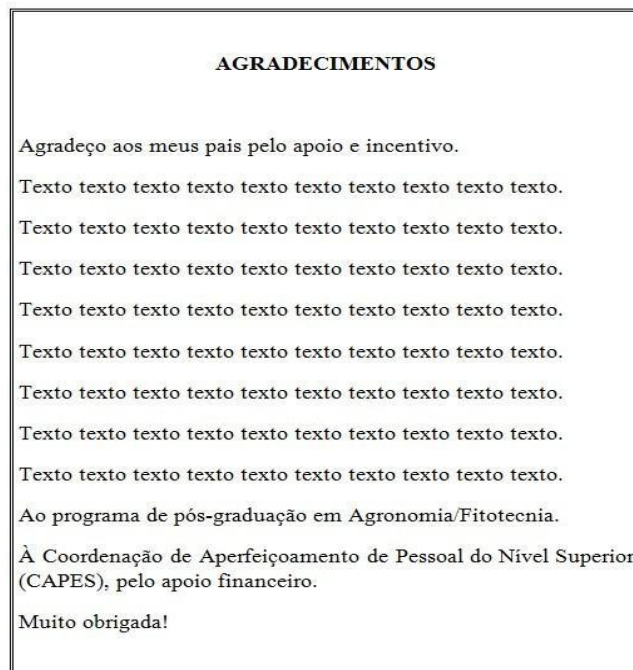 AGRADECIMENTOS
Agradeço aos meus pais pelo apoio e incentivo.
Texto texto texto texto texto texto texto texto texto texto.
Texto texto texto texto texto texto texto texto texto texto.
Texto texto texto texto texto texto texto texto texto texto.
Texto texto texto texto texto texto texto texto texto texto.
Texto texto texto texto texto texto texto texto texto texto.
Texto texto texto texto texto texto texto texto texto texto.
Texto texto texto texto texto texto texto texto texto texto.
Texto texto texto texto texto texto texto texto texto texto.
Ao programa de pós-graduação em Agronomia/Fitotecnia.
À Coordenação de Aperfeiçoamento de Pessoal do Nível Superior
(CAPES), pelo apoio financeiro.
Muito obrigada!